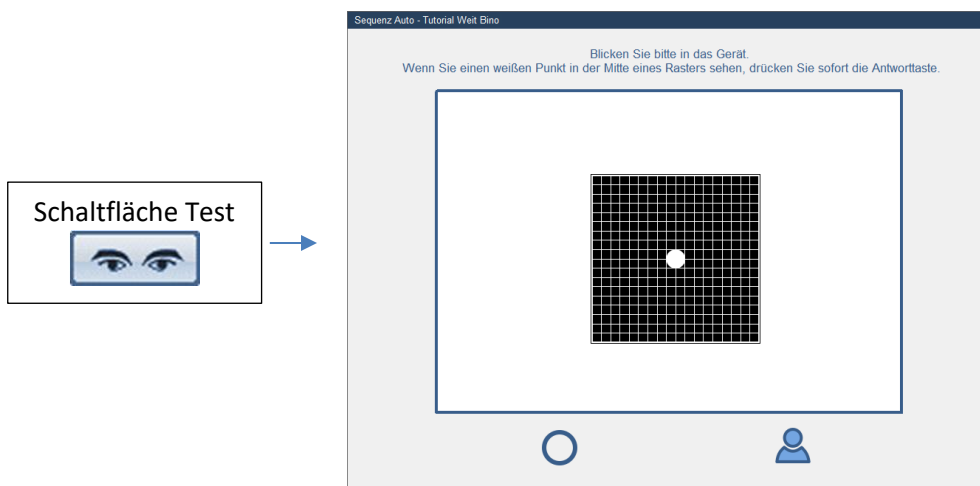 Sequenz Auto - Tutorial Weit Bino
Blicken Sie bitte in das Gerät.
Wenn Sie einen weißen Punkt in der Mitte eines Rasters sehen, drücken Sie sofort die Antworttaste.
Schaltfläche Test